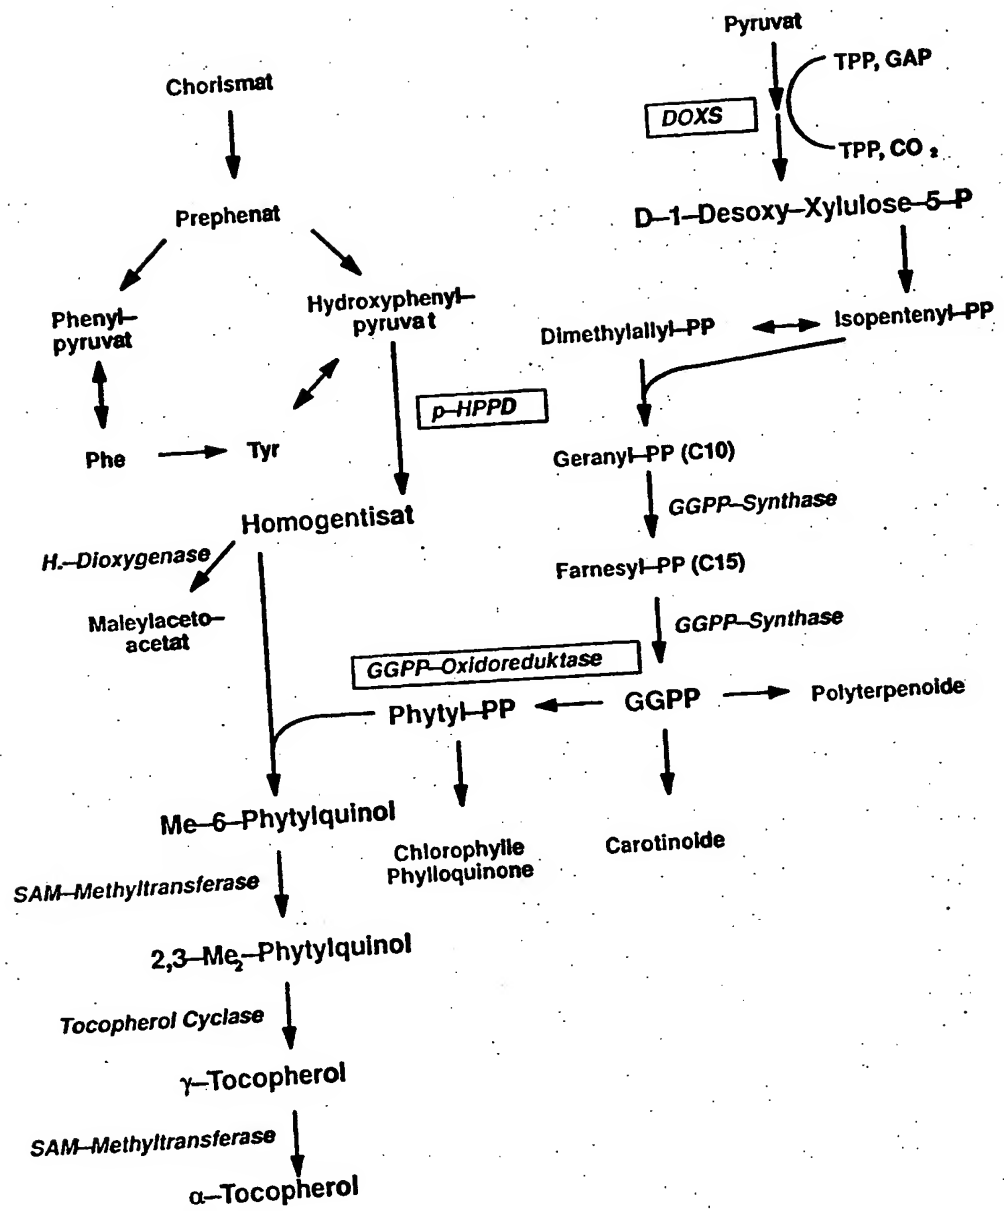 Pyruvat
TPP, GAP
Chorismat
DOXS
TPP, CO2
Prephenat
D–1–Desoxy–Xylulose–5–P
Hydroxyphenyl–
pyruvat
Phenyl–
pyruvat
Dimethylallyl–PP
Isopentenyl–PP
p–HPPD
Phe
Tyr
Geranyl–PP (C10)
GGPP–Synthase
Homogentisat
H.–Dioxygenase
Farnesyl–PP (C15)
Maleylaceto–
acetat
GGPP–Synthase
GGPP–Oxidoreduktase
Phytyl–PP
GGPP
Polyterpenoide
Me–6–Phytylquinol
Chlorophylle
Phylloquinone
Carotinoide
SAM–Methyltransferase
2,3–Me2–Phytylquinol
Tocopherol Cyclase
γ–Tocopherol
SAM–Methyltransferase
α–Tocopherol